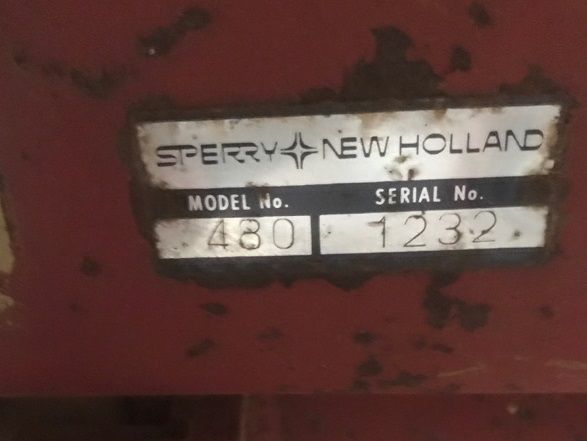 SPERRY NEW HOLLAND
MODEL No. SERIAL No.
480 1232